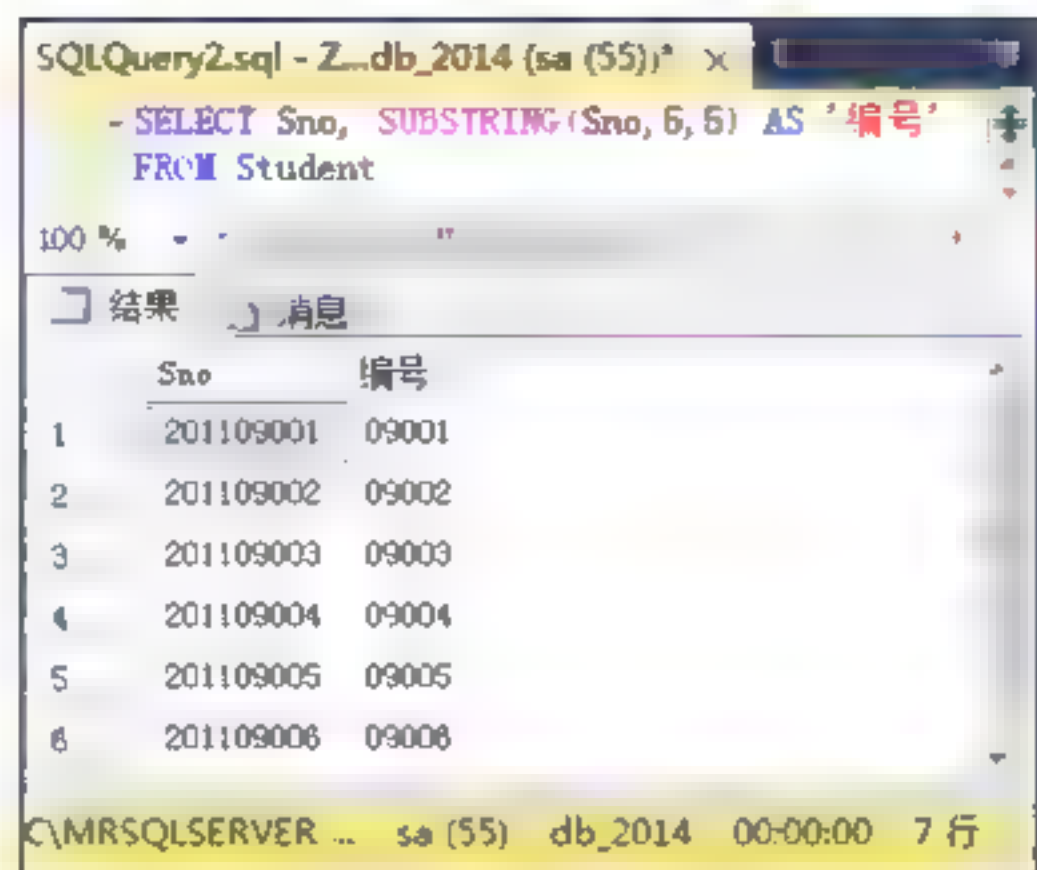 SQLQuery2.sql - Z...db_2014 (sa (55))* ×
SELECT Sno, SUBSTRING(Sno,5,5) AS '编号'
FROM Student
100 %
结果 消息
Sno 编号
1 201109001 09001
2 201109002 09002
3 201109003 09003
4 201109004 09004
5 201109005 09005
6 201109006 09006
C\MRSQLSERVER ... sa (55) db_2014 00:00:00 7 行